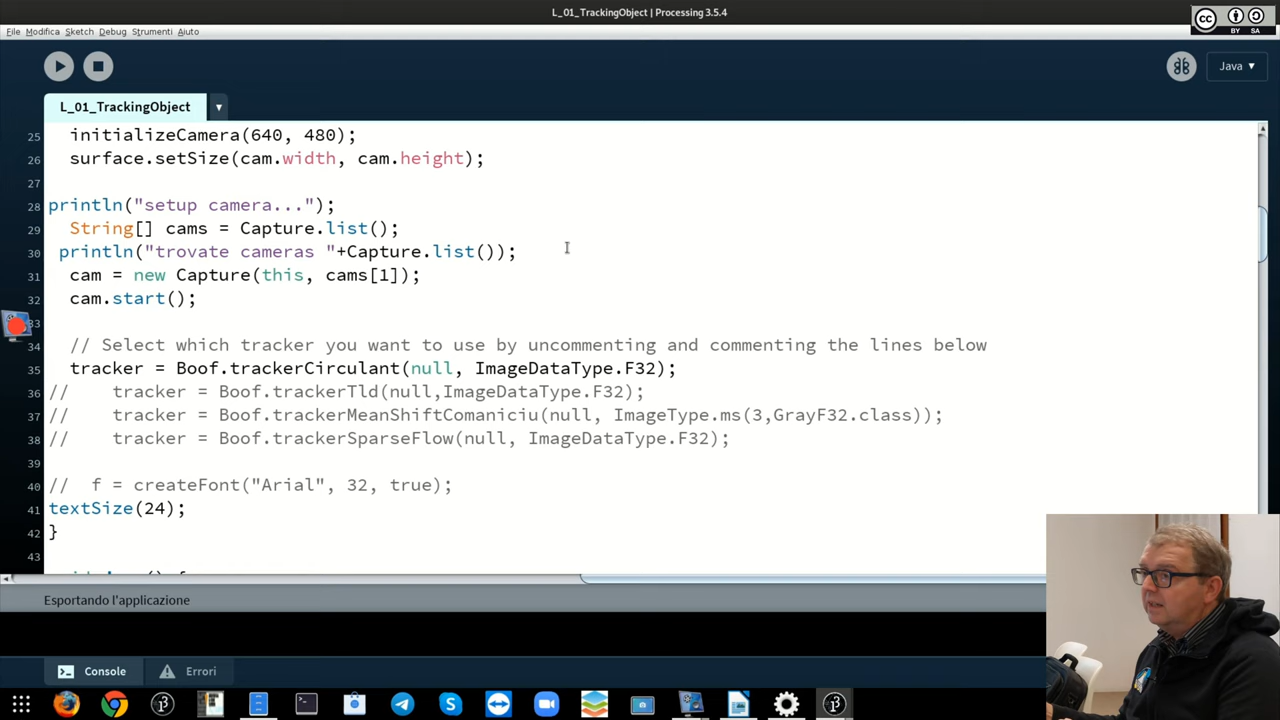 L_01_TrackingObject | Processing 3.5.4
CC BY SA
File Modifica Sketch Debug Strumenti Aiuto
Java ▼
L_01_TrackingObject ▼
25 initializeCamera(640, 480);
26 surface.setSize(cam.width, cam.height);
27
28 println("setup camera...");
29 String[] cams = Capture.list();
30 println("trovate cameras "+Capture.list());
31 cam = new Capture(this, cams[1]);
32 cam.start();
33
34 // Select which tracker you want to use by uncommenting and commenting the lines below
35 tracker = Boof.trackerCirculant(null, ImageDataType.F32);
36 // tracker = Boof.trackerTld(null,ImageDataType.F32);
37 // tracker = Boof.trackerMeanShiftComaniciu(null, ImageType.ms(3,GrayF32.class));
38 // tracker = Boof.trackerSparseFlow(null, ImageDataType.F32);
39
40 // f = createFont("Arial", 32, true);
41 textSize(24);
42 }
43
Esportando l'applicazione
Console Errori